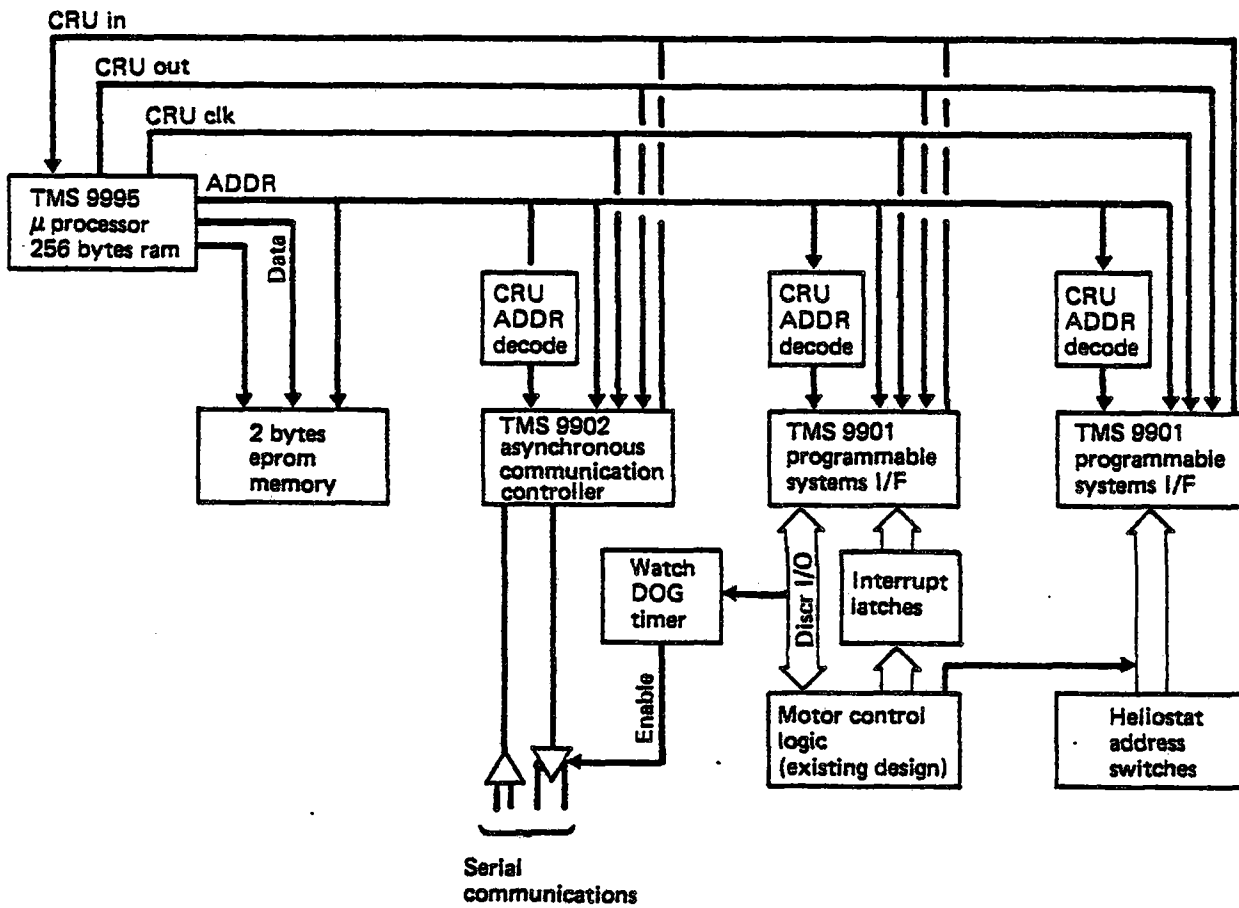 CRU in
CRU out
CRU clk
ADDR
TMS 9995
μ processor
256 bytes ram
Data
CRU
ADDR
decode
CRU
ADDR
decode
CRU
ADDR
decode
2 bytes
eprom
memory
TMS 9902
asynchronous
communication
controller
TMS 9901
programmable
systems I/F
TMS 9901
programmable
systems I/F
Watch
DOG
timer
Discr I/O
Interrupt
latches
Enable
Motor control
logic
(existing design)
Heliostat
address
switches
Serial
communications